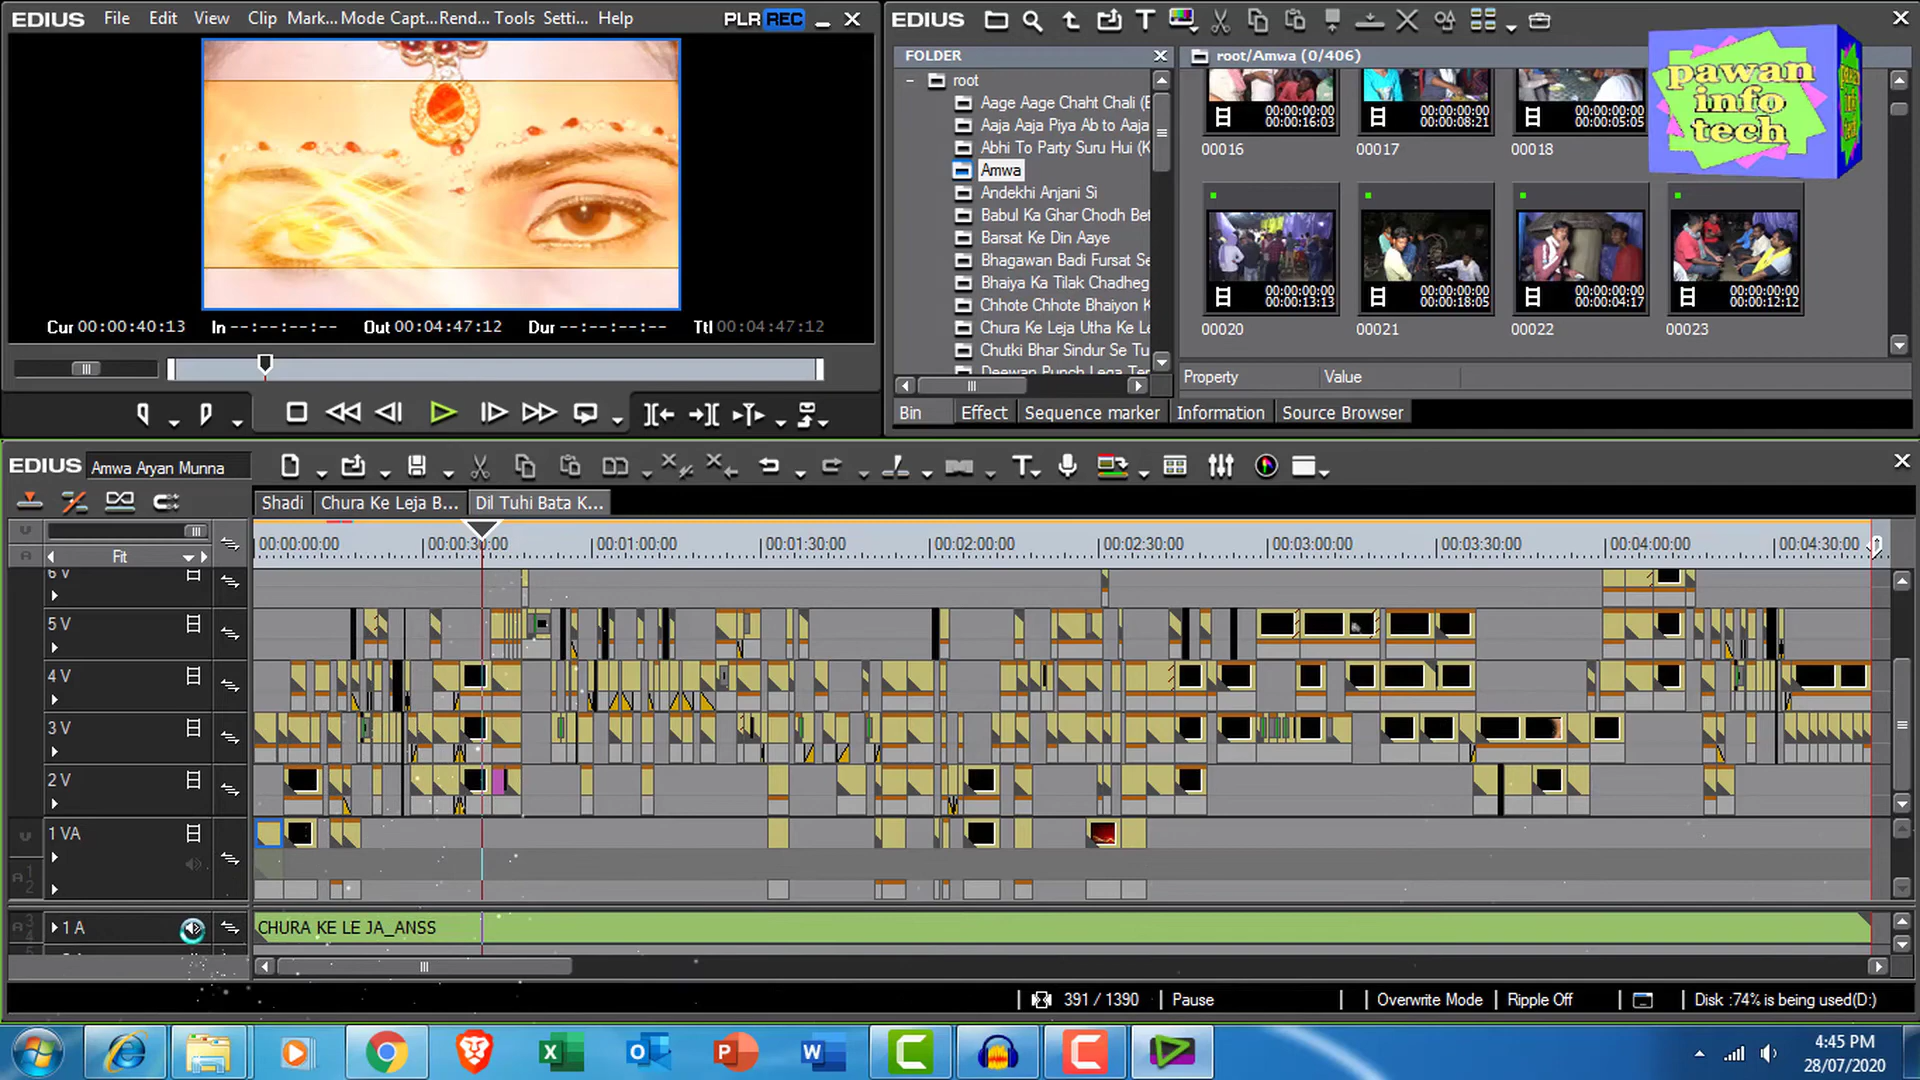 EDIUS File Edit View Clip Mark... Mode Capt... Rend... Tools Setti... Help PLR REC
Cur 00:00:40:13 In --:--:--:-- Out 00:04:47:12 Dur --:--:--:-- Ttl 00:04:47:12
EDIUS
FOLDER
root
Aage Aage Chaht Chali (E
Aaja Aaja Piya Ab to Aaja
Abhi To Party Suru Hui (K
Amwa
Andekhi Anjani Si
Babul Ka Ghar Chodh Bet
Barsat Ke Din Aaye
Bhagawan Badi Fursat Se
Bhaiya Ka Tilak Chadheg
Chhote Chhote Bhaiyon K
Chura Ke Leja Utha Ke Le
Chutki Bhar Sindur Se Tu
Deewan Punch Lega Ter
root/Amwa (0/406)
00:00:00:00 00:00:00:00 00:00:00:00
00:00:16:03 00:00:08:21 00:00:05:05
00016 00017 00018
pawan
info
tech
00:00:00:00 00:00:00:00 00:00:00:00 00:00:00:00
00:00:13:13 00:00:18:05 00:00:04:17 00:00:12:12
00020 00021 00022 00023
Property Value
Bin Effect Sequence marker Information Source Browser
EDIUS Amwa Aryan Munna
Shadi Chura Ke Leja B... Dil Tuhi Bata K...
00:00:00:00 00:00:30:00 00:01:00:00 00:01:30:00 00:02:00:00 00:02:30:00 00:03:00:00 00:03:30:00 00:04:00:00 00:04:30:00
Fit
6 V
5 V
4 V
3 V
2 V
1 VA
1 A CHURA KE LE JA_ANSS
391 / 1390 Pause Overwrite Mode Ripple Off Disk :74% is being used(D:)
4:45 PM
28/07/2020